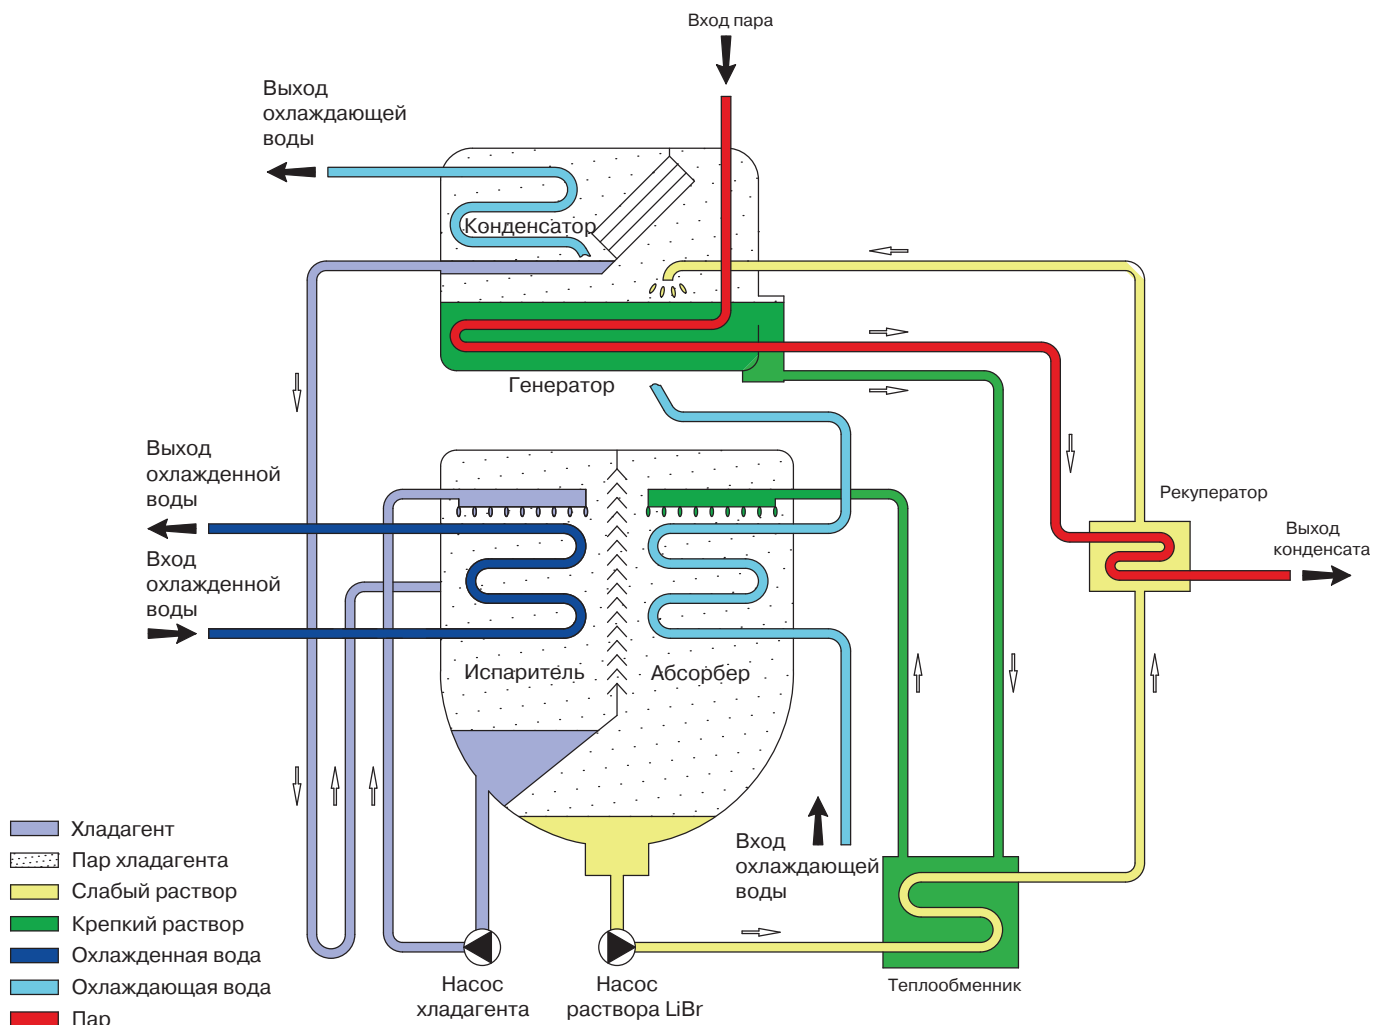 Вход пара
Выход
охлаждающей
воды
Конденсатор
Генератор
Выход
охлажденной
воды
Вход
охлажденной
воды
Рекуператор
Выход
конденсата
Испаритель
Абсорбер
Вход
охлаждающей
воды
Хладагент
Пар хладагента
Слабый раствор
Крепкий раствор
Охлажденная вода
Охлаждающая вода
Пар
Насос
хладагента
Насос
раствора LiBr
Теплообменник